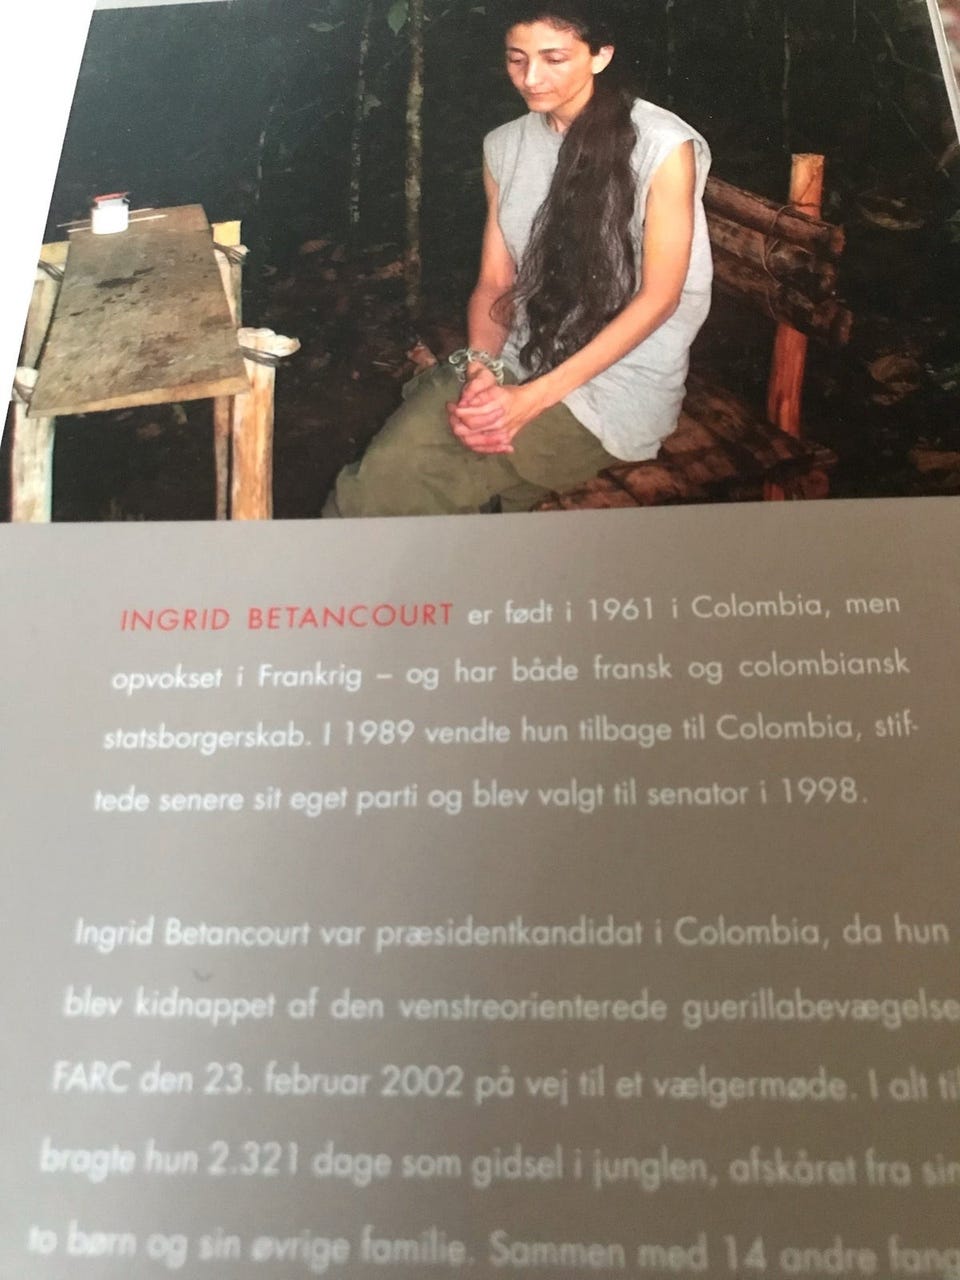 INGRID BETANCOURT er født i 1961 i Colombia, men
opvokset i Frankrig – og har både fransk og colombiansk
statsborgerskab. I 1989 vendte hun tilbage til Colombia, stif-
tede senere sit eget parti og blev valgt til senator i 1998.
Ingrid Betancourt var præsidentkandidat i Colombia, da hun
blev kidnappet af den venstreorienterede guerillabevægelse
FARC den 23. februar 2002 på vej til et vælgermøde. I alt til
bragte hun 2.321 dage som gidsel i junglen, afskåret fra sin
to børn og sin øvrige familie. Sammen med 14 andre fang